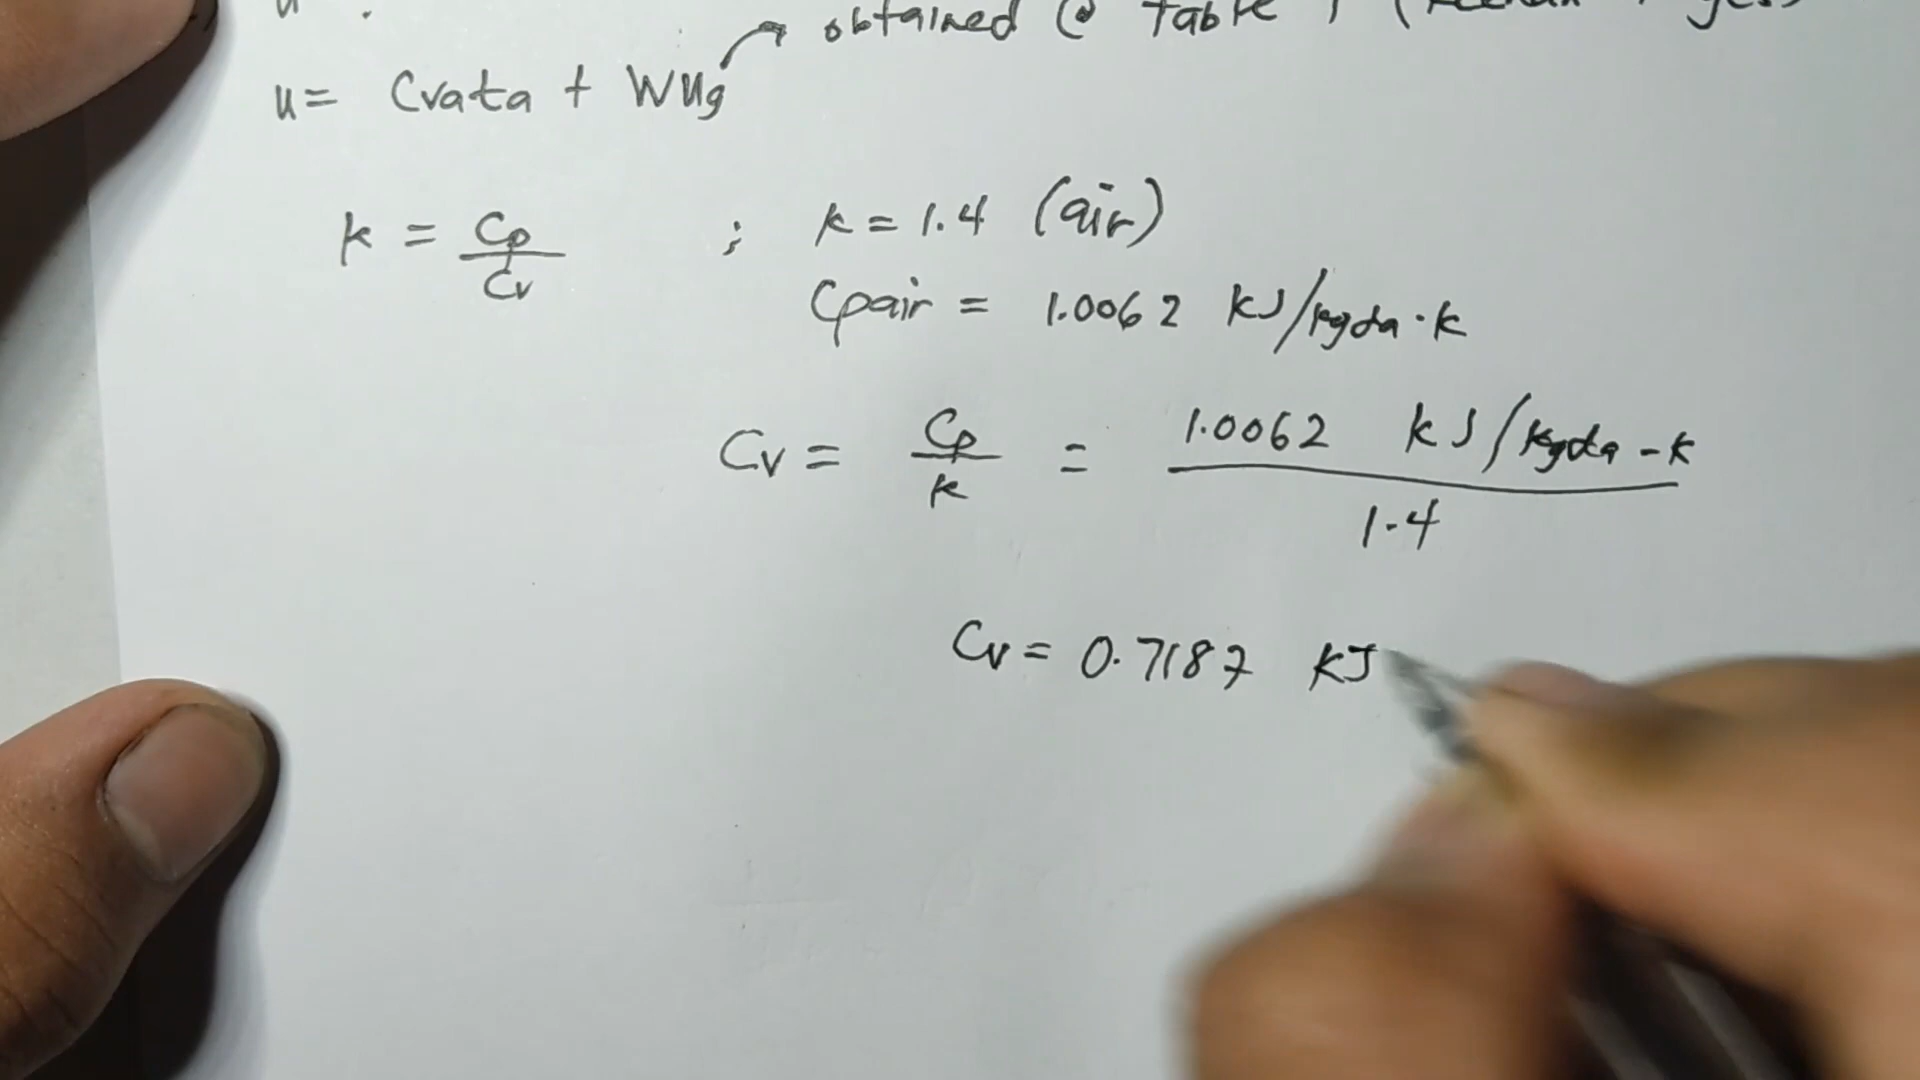 u
obtained @ Table 1
u = Cvata + Wug
k = Cp/Cv ; k = 1.4 (air)
Cpair = 1.0062 kJ/kgda·k
Cv = Cp/k = 1.0062 kJ/kgda-k / 1.4
Cv = 0.7187 kJ